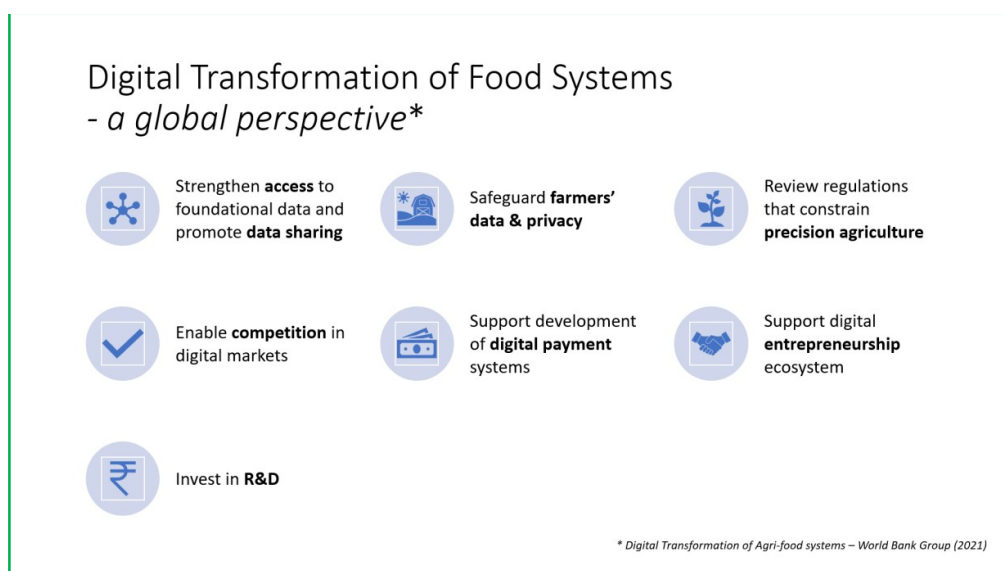 Digital Transformation of Food Systems
- a global perspective*
Strengthen access to
foundational data and
promote data sharing
Safeguard farmers'
data & privacy
Review regulations
that constrain
precision agriculture
Enable competition in
digital markets
Support development
of digital payment
systems
Support digital
entrepreneurship
ecosystem
₹
Invest in R&D
* Digital Transformation of Agri-food systems – World Bank Group (2021)